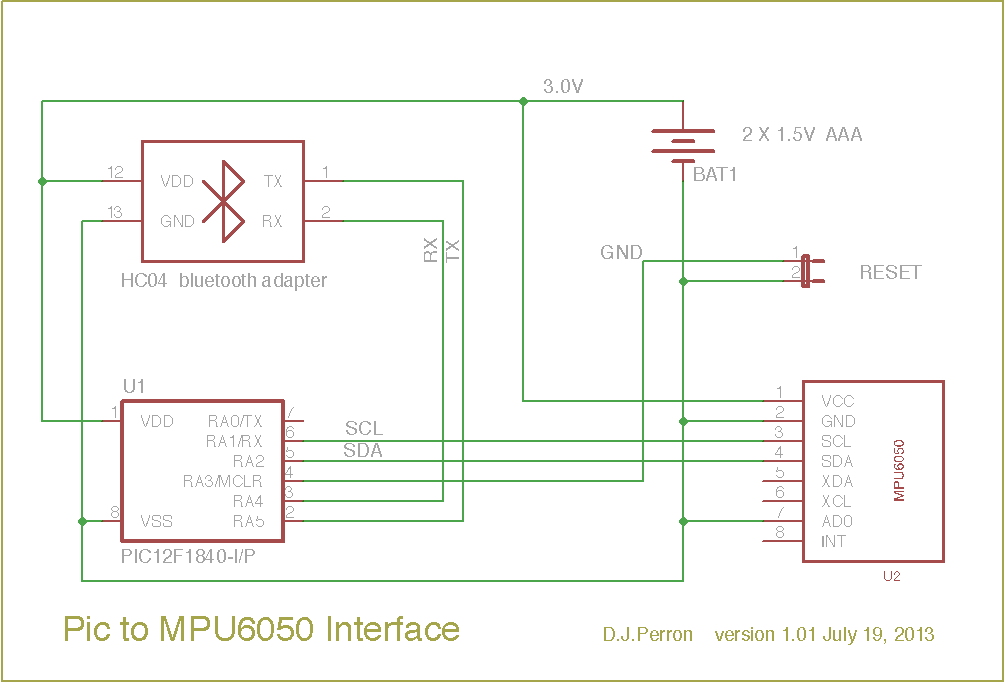 3.0V
2 X 1.5V AAA
BAT1
12 VDD TX 1
13 GND RX 2
HC04 bluetooth adapter
RX
TX
GND
1
2
RESET
U1
1 VDD RA0/TX 7
RA1/RX 6
RA2 5
RA3/MCLR 4
RA4 3
8 VSS RA5 2
PIC12F1840-I/P
SCL
SDA
1 VCC
2 GND
3 SCL
4 SDA
5 XDA
6 XCL
7 AD0
8 INT
MPU6050
U2
Pic to MPU6050 Interface
D.J.Perron version 1.01 July 19, 2013